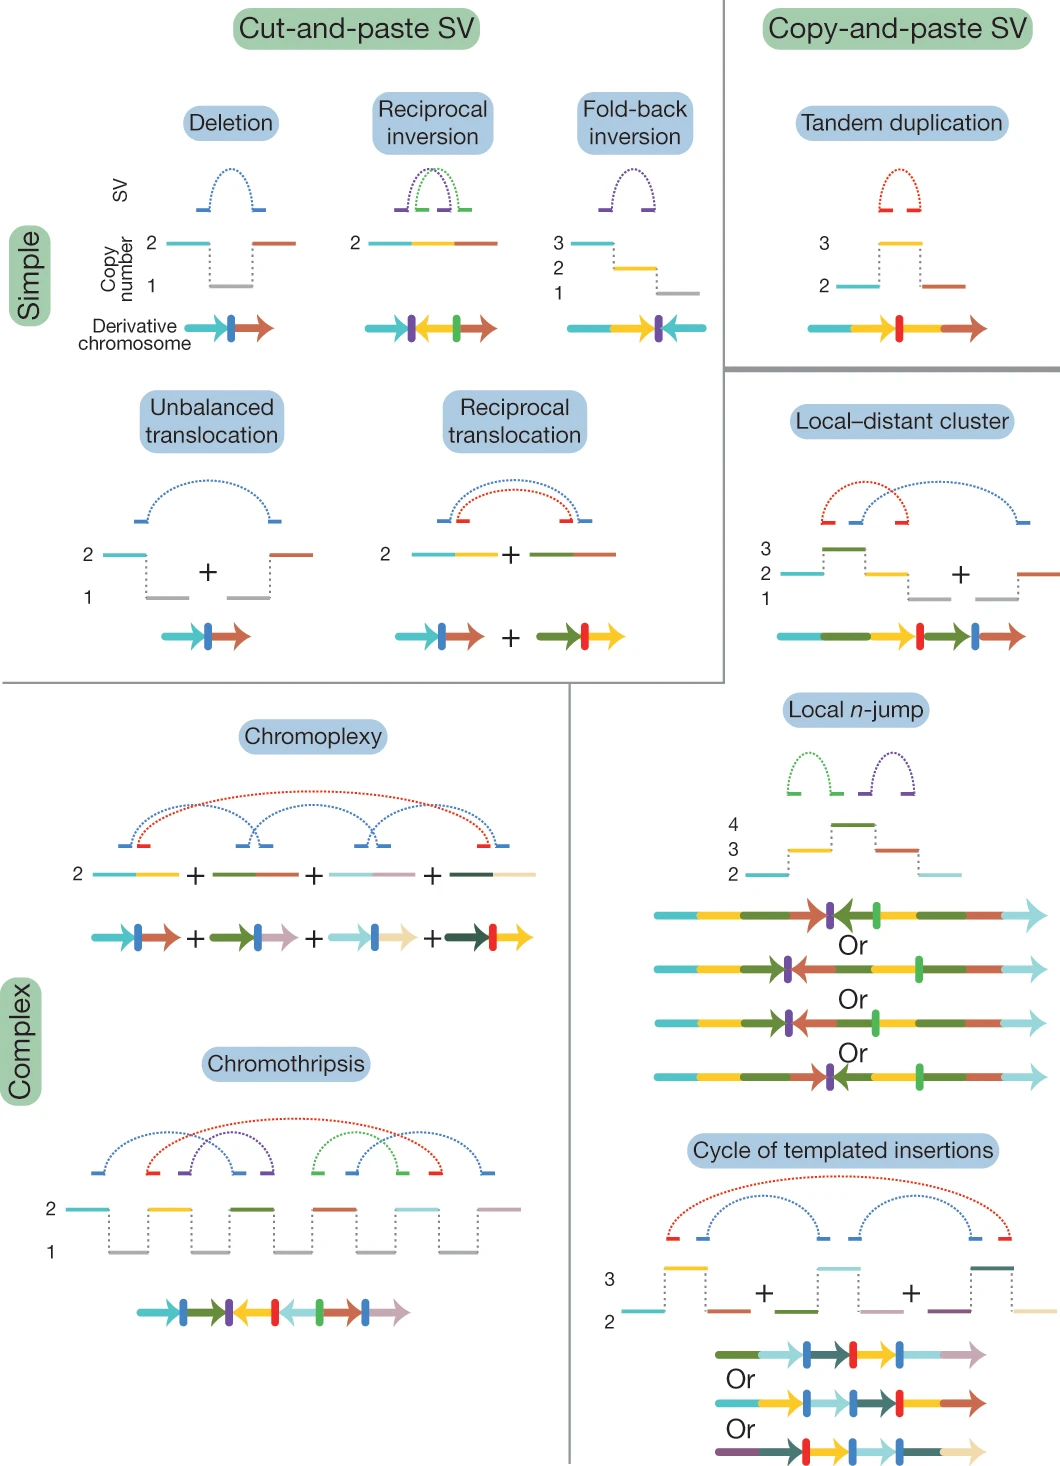 Cut-and-paste SV
Copy-and-paste SV
Simple
Deletion
Reciprocal
inversion
Fold-back
inversion
Tandem duplication
SV
Copy
number
2
1
2
3
2
1
3
2
Derivative
chromosome
Unbalanced
translocation
Reciprocal
translocation
Local–distant cluster
2
1
+
2
+
+
3
2
1
+
Complex
Chromoplexy
2
+
+
+
+
+
+
Local n-jump
4
3
2
Or
Or
Or
Chromothripsis
2
1
Cycle of templated insertions
3
2
+
+
Or
Or